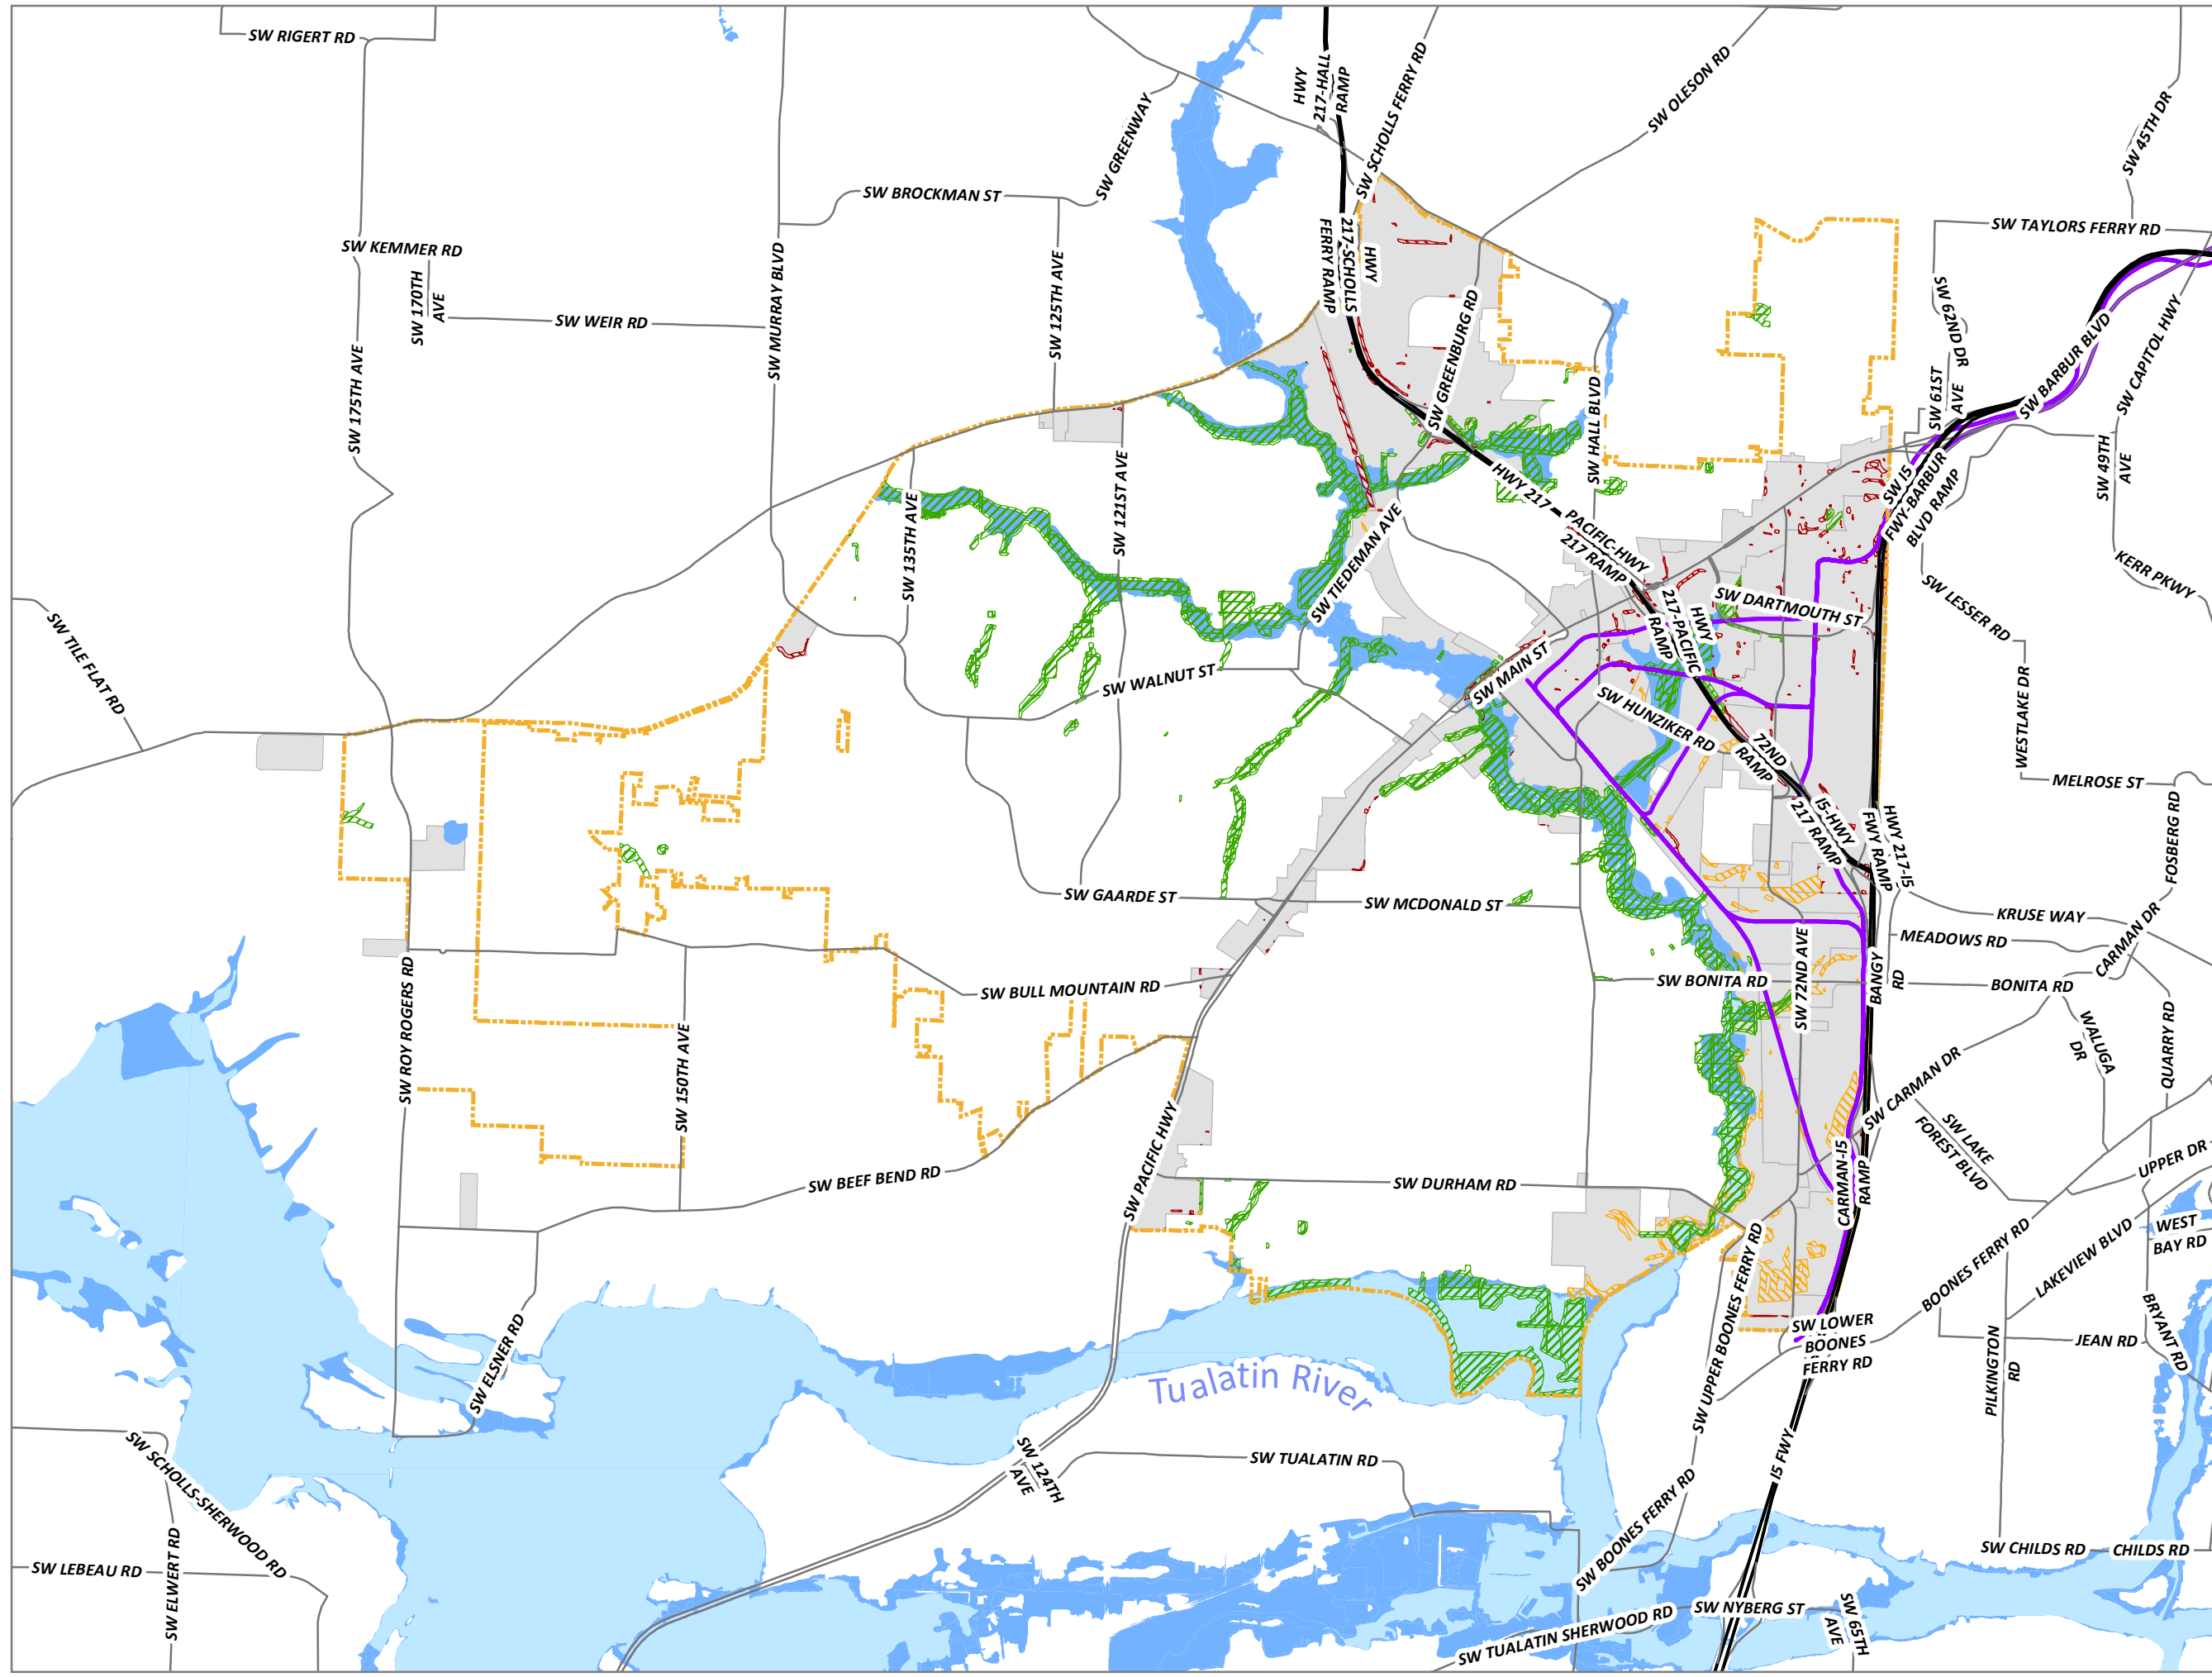 SW RIGERT RD
SW GREENWAY
HWY
217-HALL
RAMP
SW SCHOLLS FERRY RD
SW OLESON RD
SW 45TH DR
SW BROCKMAN ST
SW KEMMER RD
SW 170TH
AVE
SW WEIR RD
SW MURRAY BLVD
SW 125TH AVE
FERRY RAMP
217-SCHOLLS
HWY
SW GREENBURG RD
SW TAYLORS FERRY RD
SW 62ND DR
SW BARBUR BLVD
SW CAPITOL HWY
SW 175TH AVE
SW HALL BLVD
SW 61ST
AVE
SW 49TH
AVE
SW 135TH AVE
SW 121ST AVE
HWY 217
SW I5
FWY-BARBUR
BLVD RAMP
PACIFIC-HWY
217 RAMP
SW TIEDEMAN AVE
KERR PKWY
SW TILE FLAT RD
SW DARTMOUTH ST
SW LESSER RD
HWY
217-PACIFIC
RAMP
SW WALNUT ST
SW MAIN ST
SW HUNZIKER RD
WESTLAKE DR
72ND
RAMP
MELROSE ST
I5-HWY
217 RAMP
HWY 217-I5
FWY RAMP
FOSBERG RD
SW GAARDE ST
SW MCDONALD ST
KRUSE WAY
MEADOWS RD
CARMAN DR
SW 72ND AVE
BANGY
RD
SW BULL MOUNTAIN RD
SW BONITA RD
BONITA RD
SW ROY ROGERS RD
SW 150TH AVE
WALUGA
DR
QUARRY RD
SW CARMAN DR
SW PACIFIC HWY
SW LAKE
FOREST BLVD
CARMAN-I5
RAMP
UPPER DR
SW BEEF BEND RD
SW DURHAM RD
WEST
BAY RD
SW UPPER BOONES FERRY RD
BOONES FERRY RD
LAKEVIEW BLVD
SW ELSNER RD
SW LOWER
BOONES
FERRY RD
JEAN RD
BRYANT RD
PILKINGTON
RD
Tualatin River
SW SCHOLLS-SHERWOOD RD
SW 124TH
AVE
SW TUALATIN RD
I5 FWY
SW BOONES FERRY RD
SW LEBEAU RD
SW ELWERT RD
SW CHILDS RD
CHILDS RD
SW NYBERG ST
SW 65TH
AVE
SW TUALATIN SHERWOOD RD